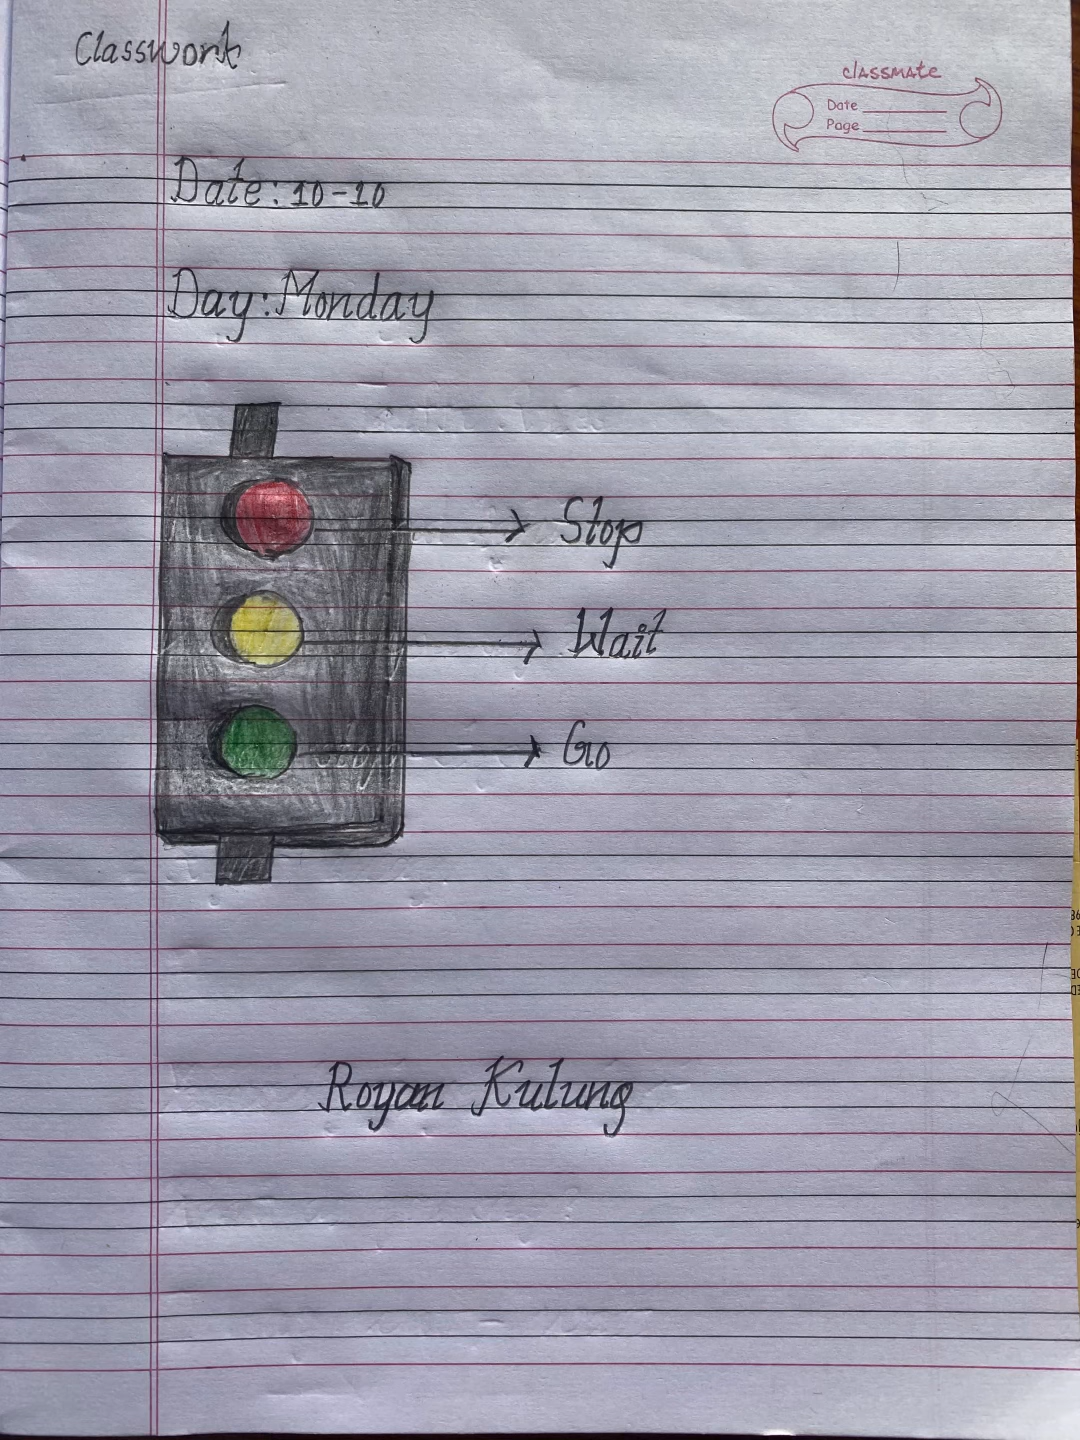 Classwork
classmate
Date
Page
Date: 10-10
Day: Monday
Stop
Wait
Go
Royan Kulung